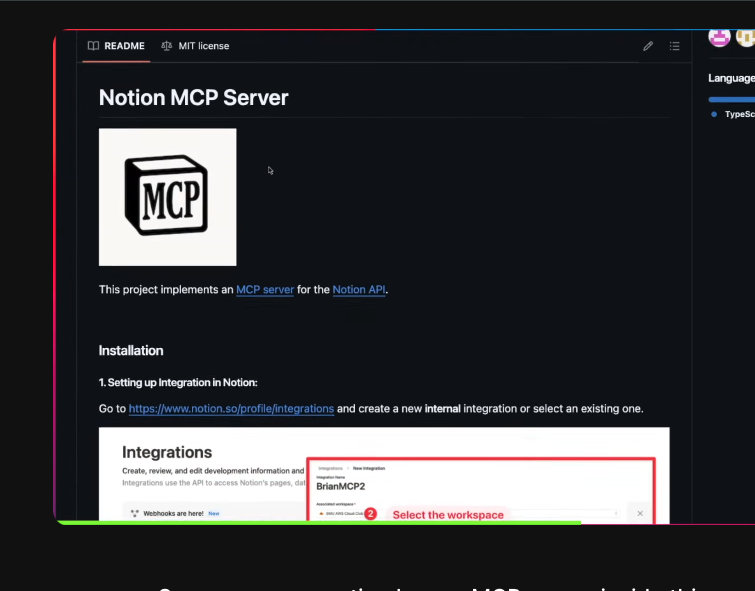 README
MIT license
Notion MCP Server
MCP
This project implements an MCP server for the Notion API.
Installation
1. Setting up Integration in Notion:
Go to https://www.notion.so/profile/integrations and create a new internal integration or select an existing one.
Integrations
Create, review, and edit development information and
Integrations use the API to access Notion's pages, dat
Webhooks are here! New
Integrations New Integration
Integration Name
BrianMCP2
Associated workspace
2 Select the workspace
Language
TypeSc